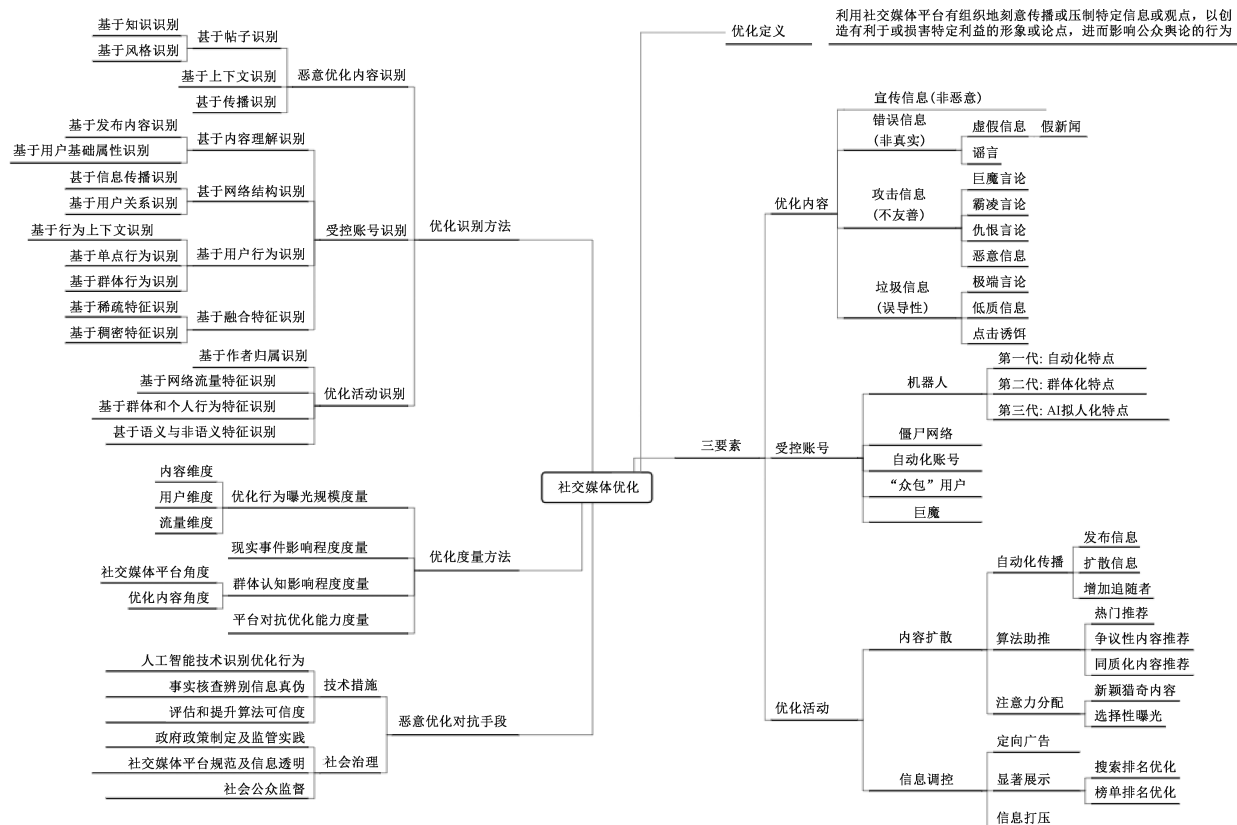 社交媒体优化
优化定义
利用社交媒体平台有组织地刻意传播或压制特定信息或观点，以创
造有利于或损害特定利益的形象或论点，进而影响公众舆论的行为
三要素
优化内容
宣传信息(非恶意)
错误信息
(非真实)
虚假信息
假新闻
谣言
攻击信息
(不友善)
巨魔言论
霸凌言论
仇恨言论
恶意信息
垃圾信息
(误导性)
极端言论
低质信息
点击诱饵
受控账号
机器人
第一代: 自动化特点
第二代: 群体化特点
第三代: AI拟人化特点
僵尸网络
自动化账号
“众包”用户
巨魔
优化活动
内容扩散
自动化传播
发布信息
扩散信息
增加追随者
算法助推
热门推荐
争议性内容推荐
同质化内容推荐
注意力分配
新颖猎奇内容
选择性曝光
信息调控
定向广告
显著展示
搜索排名优化
榜单排名优化
信息打压
优化识别方法
恶意优化内容识别
甚于帖子识别
基于知识识别
基于风格识别
基于上下文识别
甚于传播识别
受控账号识别
甚于内容理解识别
基于发布内容识别
基于用户基础属性识别
甚于网络结构识别
甚于信息传播识别
基于用户关系识别
基于用户行为识别
基于行为上下文识别
基于单点行为识别
基于群体行为识别
基于融合特征识别
基于稀疏特征识别
基于稠密特征识别
优化活动识别
基于作者归属识别
基于网络流量特征识别
基于群体和个人行为特征识别
甚于语义与非语义特征识别
优化度量方法
优化行为曝光规模度量
内容维度
用户维度
流量维度
现实事件影响程度度量
群体认知影响程度度量
社交媒体平台角度
优化内容角度
平台对抗优化能力度量
恶意优化对抗手段
技术措施
人工智能技术识别优化行为
事实核查辨别信息真伪
评估和提升算法可信度
社会治理
政府政策制定及监管实践
社交媒体平台规范及信息透明
社会公众监督